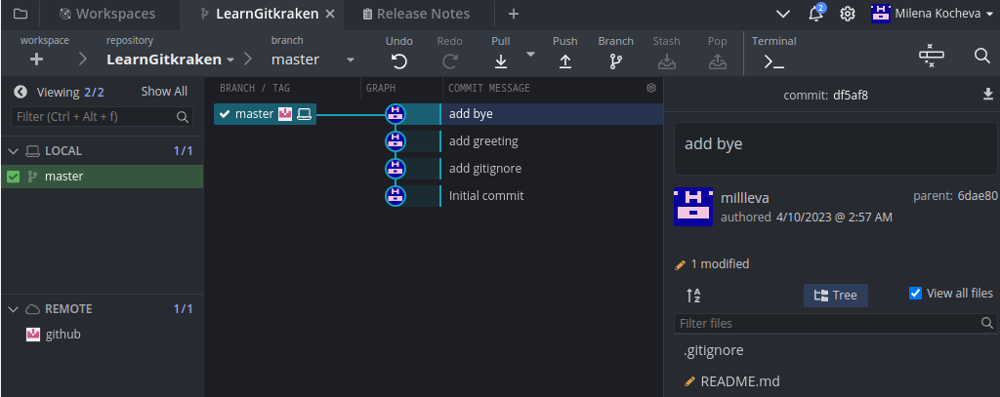 Workspaces LearnGitkraken Release Notes 2 Milena Kocheva
workspace repository branch Undo Redo Pull Push Branch Stash Pop Terminal
LearnGitkraken master
Viewing 2/2 Show All
Filter (Ctrl + Alt + f)
LOCAL 1/1
master
REMOTE 1/1
github
BRANCH / TAG GRAPH COMMIT MESSAGE
master add bye
add greeting
add gitignore
Initial commit
commit: df5af8
add bye
millleva parent: 6dae80
authored 4/10/2023 @ 2:57 AM
1 modified
Tree View all files
Filter files
.gitignore
README.md